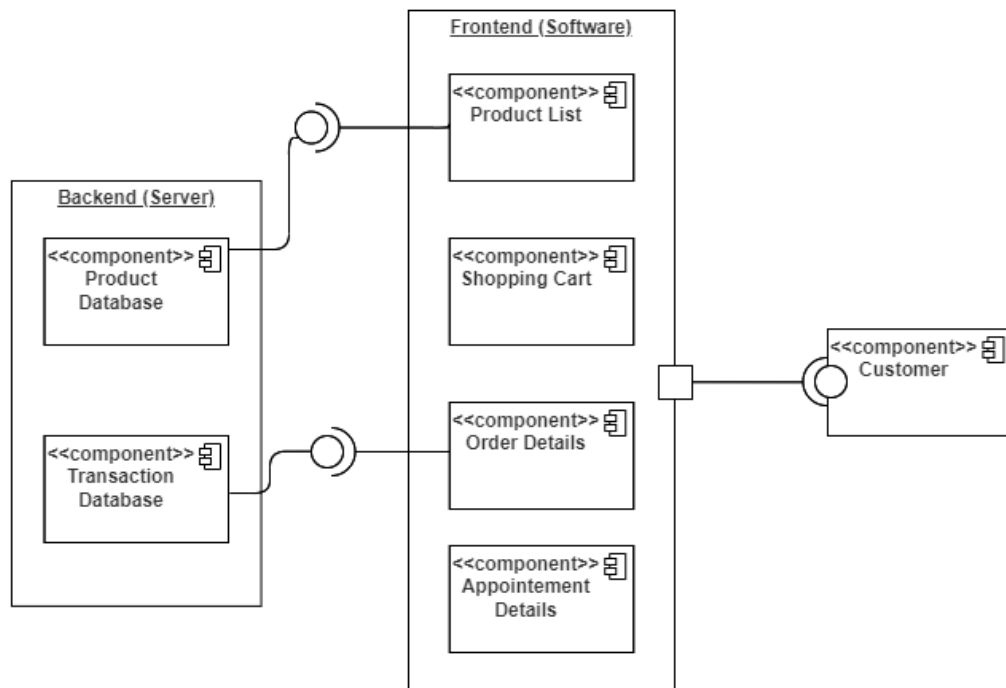 Frontend (Software)
<<component>>
Product List
Backend (Server)
<<component>>
Product
Database
<<component>>
Shopping Cart
<<component>>
Customer
<<component>>
Transaction
Database
<<component>>
Order Details
<<component>>
Appointement
Details